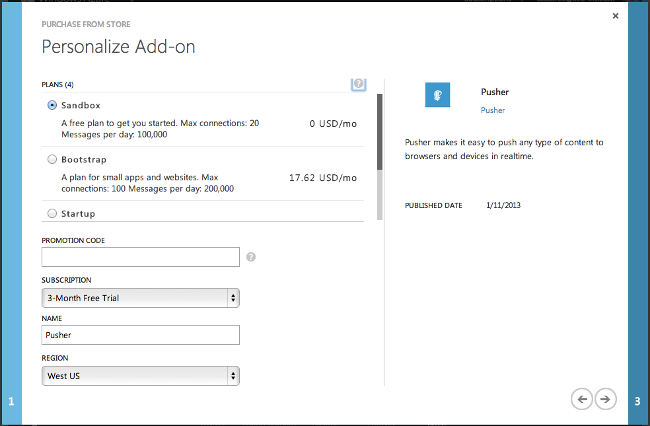 PURCHASE FROM STORE
Personalize Add-on
PLANS (4)
?
Sandbox
A free plan to get you started. Max connections: 20
Messages per day: 100,000
0 USD/mo
Bootstrap
A plan for small apps and websites. Max
connections: 100 Messages per day: 200,000
17.62 USD/mo
Startup
PROMOTION CODE
?
SUBSCRIPTION
3-Month Free Trial
NAME
Pusher
REGION
West US
Pusher
Pusher
Pusher makes it easy to push any type of content to
browsers and devices in realtime.
PUBLISHED DATE 1/11/2013
1
3